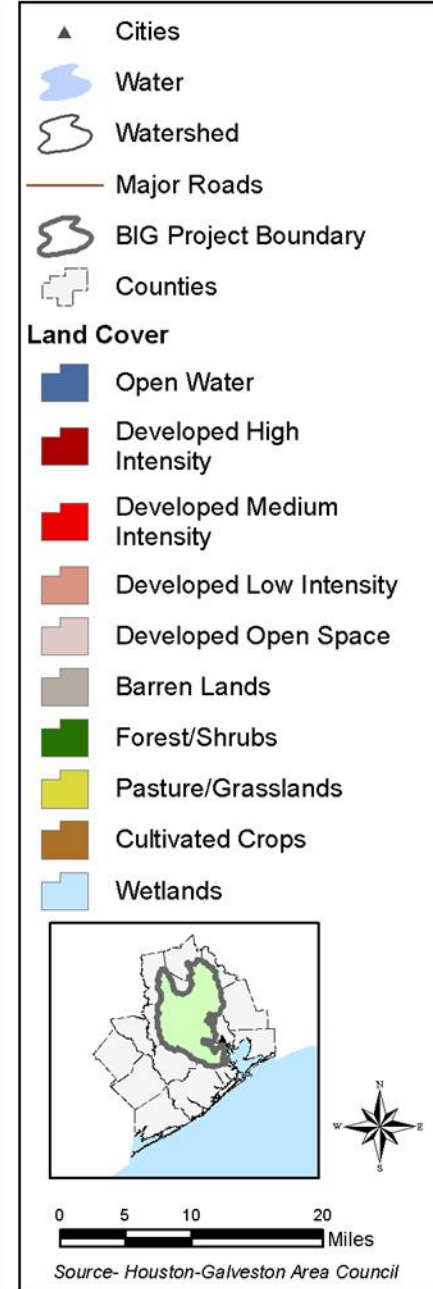 Cities
Water
Watershed
Major Roads
BIG Project Boundary
Counties
Land Cover
Open Water
Developed High
Intensity
Developed Medium
Intensity
Developed Low Intensity
Developed Open Space
Barren Lands
Forest/Shrubs
Pasture/Grasslands
Cultivated Crops
Wetlands
N
W E
S
0 5 10 20
Miles
Source- Houston-Galveston Area Council